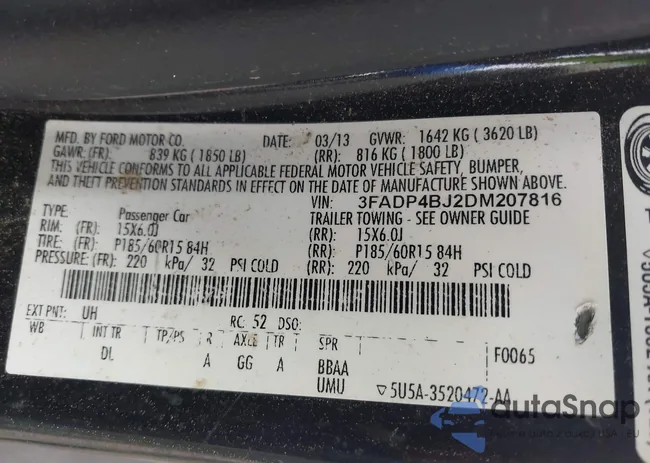 MFD. BY FORD MOTOR CO. DATE: 03/13 GVWR: 1642 KG (3620 LB)
GAWR: (FR): 839 KG (1850 LB) (RR): 816 KG (1800 LB)
THIS VEHICLE CONFORMS TO ALL APPLICABLE FEDERAL MOTOR VEHICLE SAFETY, BUMPER,
AND THEFT PREVENTION STANDARDS IN EFFECT ON THE DATE OF MANUFACTURE SHOWN ABOVE.
VIN: 3FADP4BJ2DM207816
TYPE: Passenger Car TRAILER TOWING - SEE OWNER GUIDE
RIM: (FR): 15X6.0J (RR): 15X6.0J
TIRE: (FR): P185/60R15 84H (RR): P185/60R15 84H
PRESSURE: (FR): 220 kPa/ 32 PSI COLD (RR): 220 kPa/ 32 PSI COLD
EXT PNT: UH RC: 52 DSO:
WB INT TR TP/PS R AXLE TR SPR F0065
DL A GG A BBAA
UMU ▽5U5A-3520472-AA
autoSnap